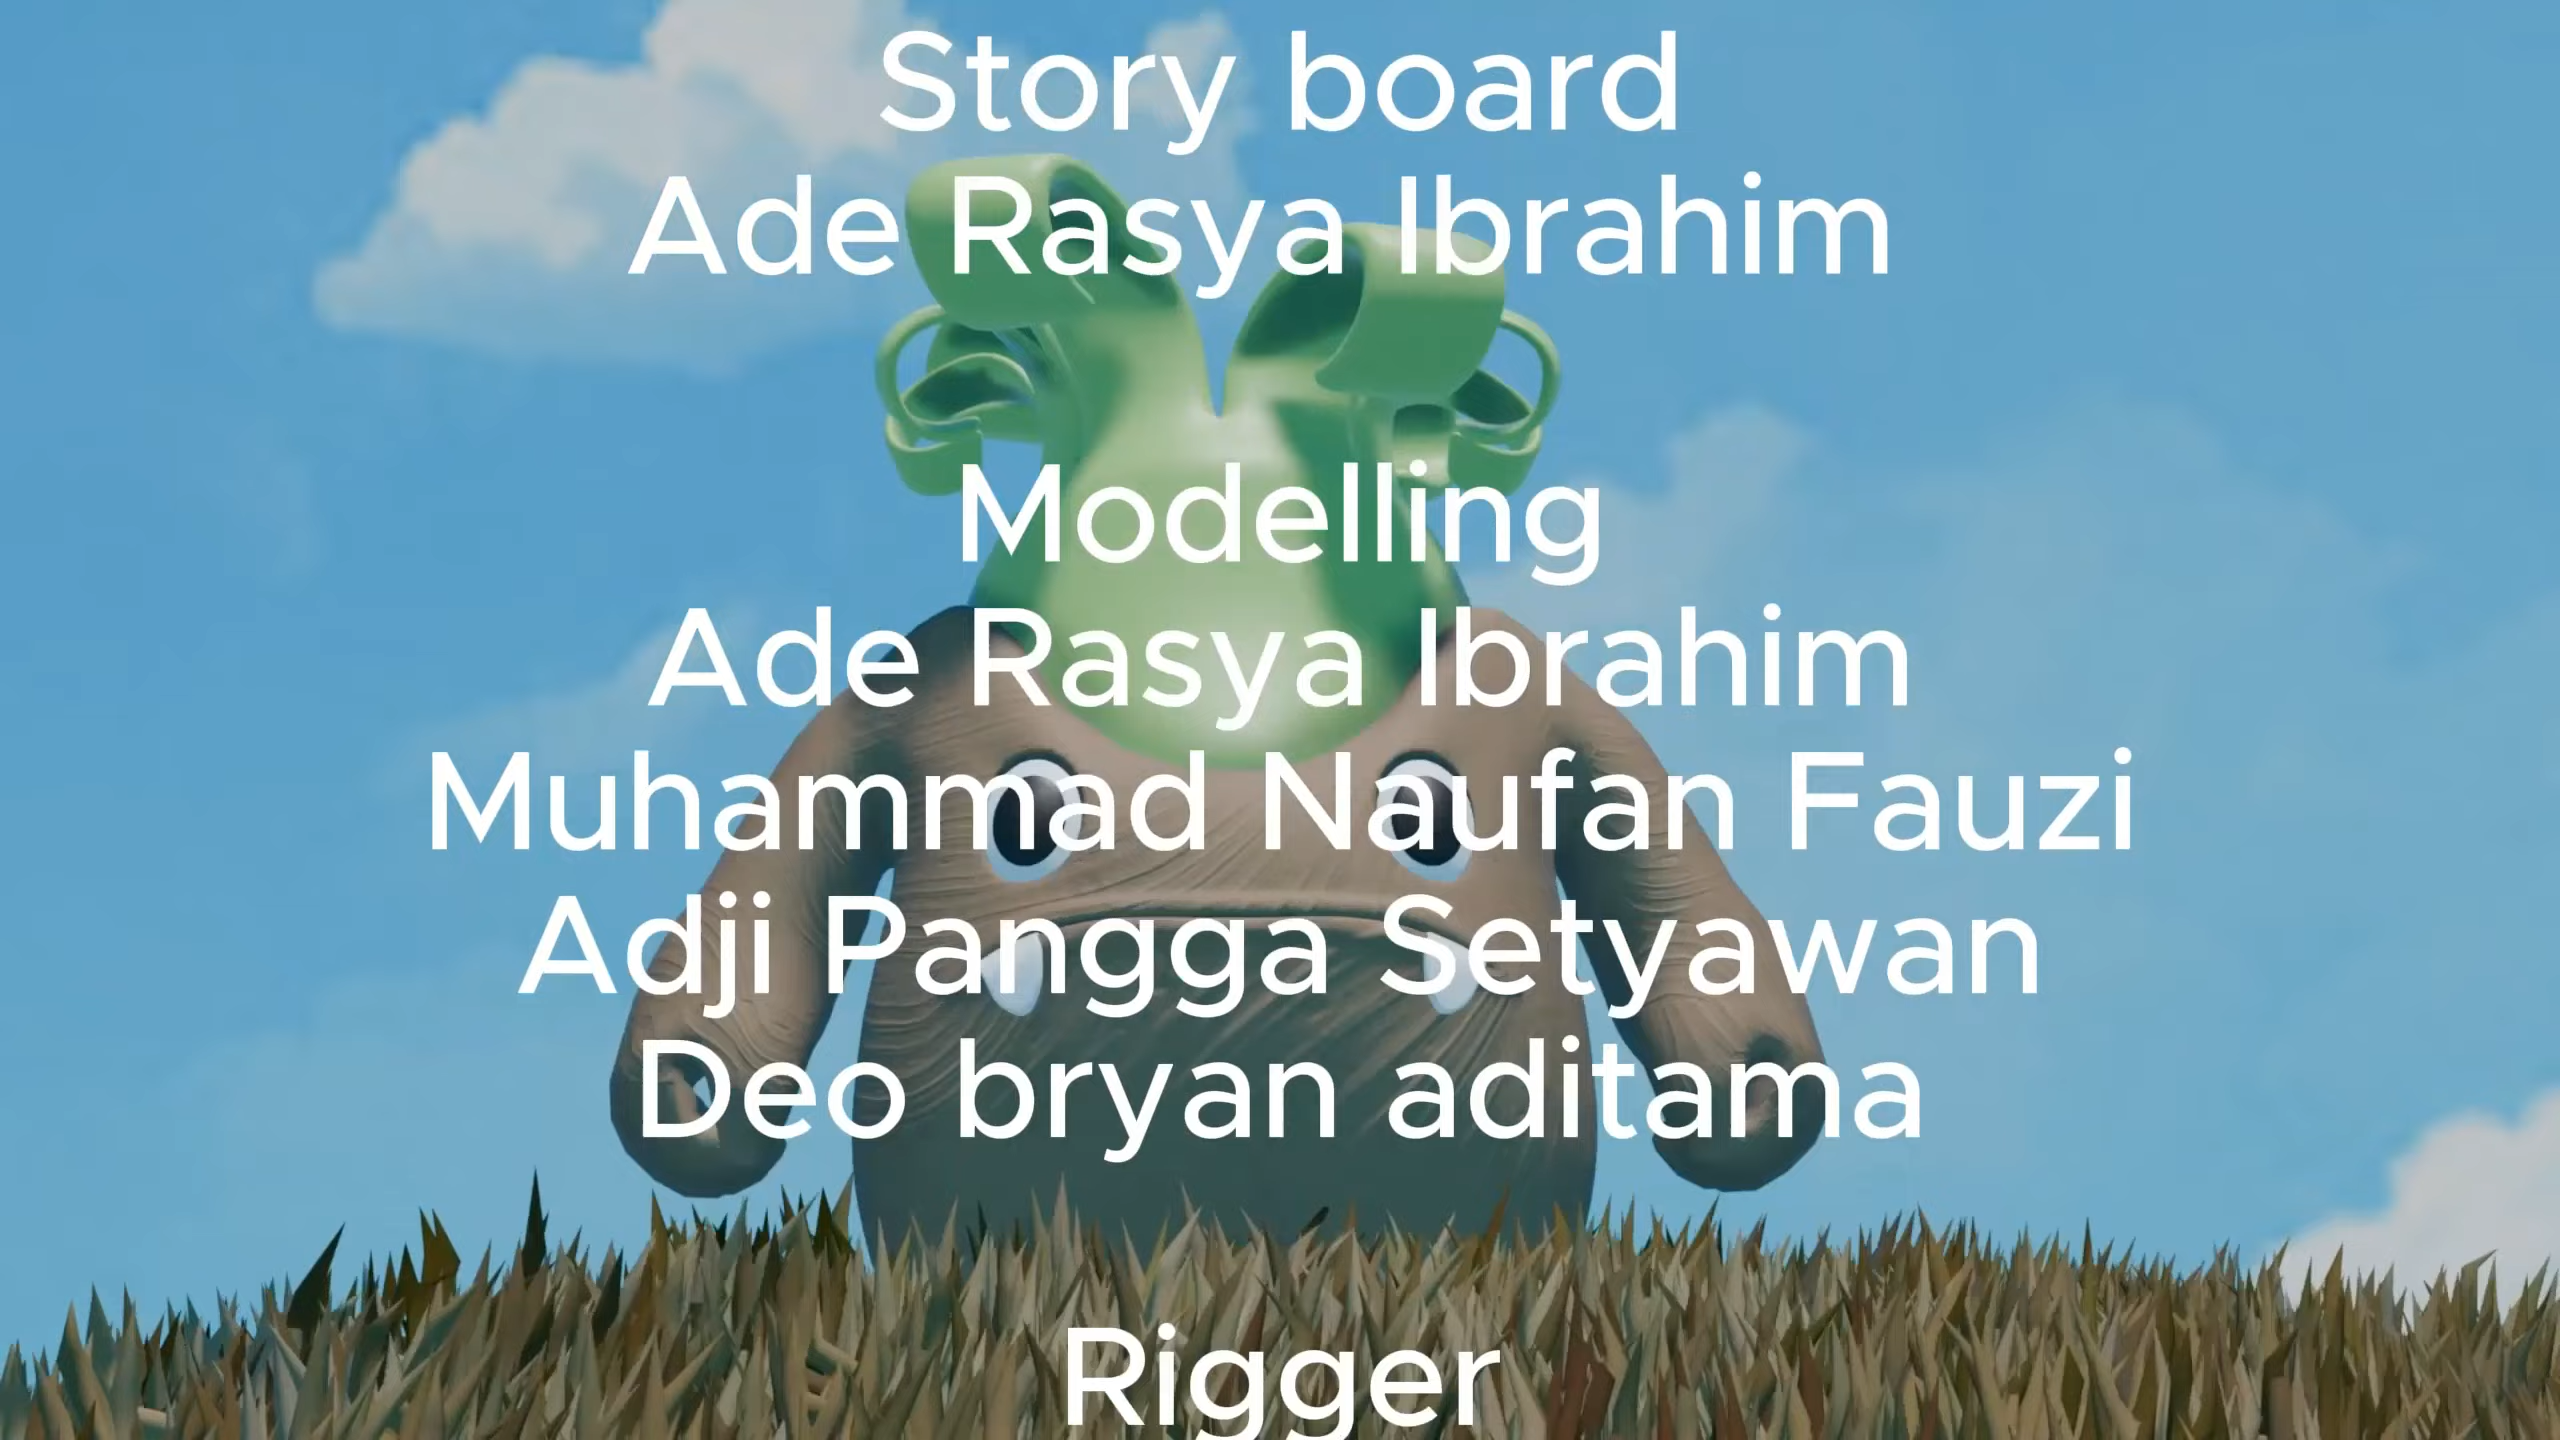 Story board
Ade Rasya Ibrahim
Modelling
Ade Rasya Ibrahim
Muhammad Naufan Fauzi
Adji Pangga Setyawan
Deo bryan aditama
Rigger